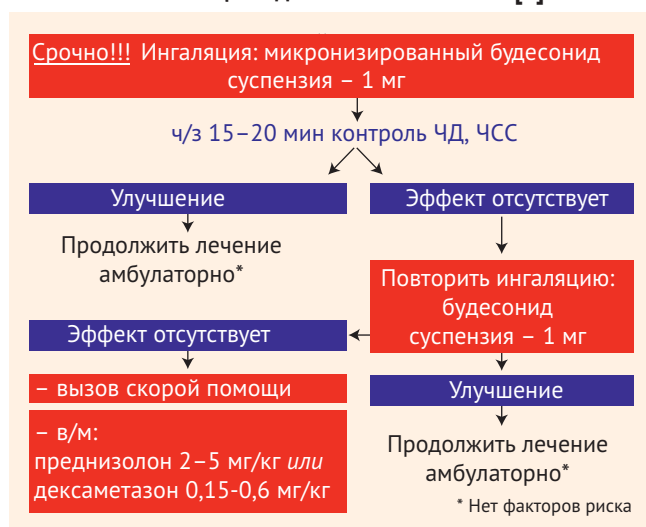 Срочно!!! Ингаляция: микронизированный будесонид
суспензия – 1 мг
ч/з 15–20 мин контроль ЧД, ЧСС
Улучшение
Эффект отсутствует
Продолжить лечение
амбулаторно*
Повторить ингаляцию:
будесонид
суспензия – 1 мг
Эффект отсутствует
– вызов скорой помощи
– в/м:
преднизолон 2–5 мг/кг или
дексаметазон 0,15-0,6 мг/кг
Улучшение
Продолжить лечение
амбулаторно*
* Нет факторов риска